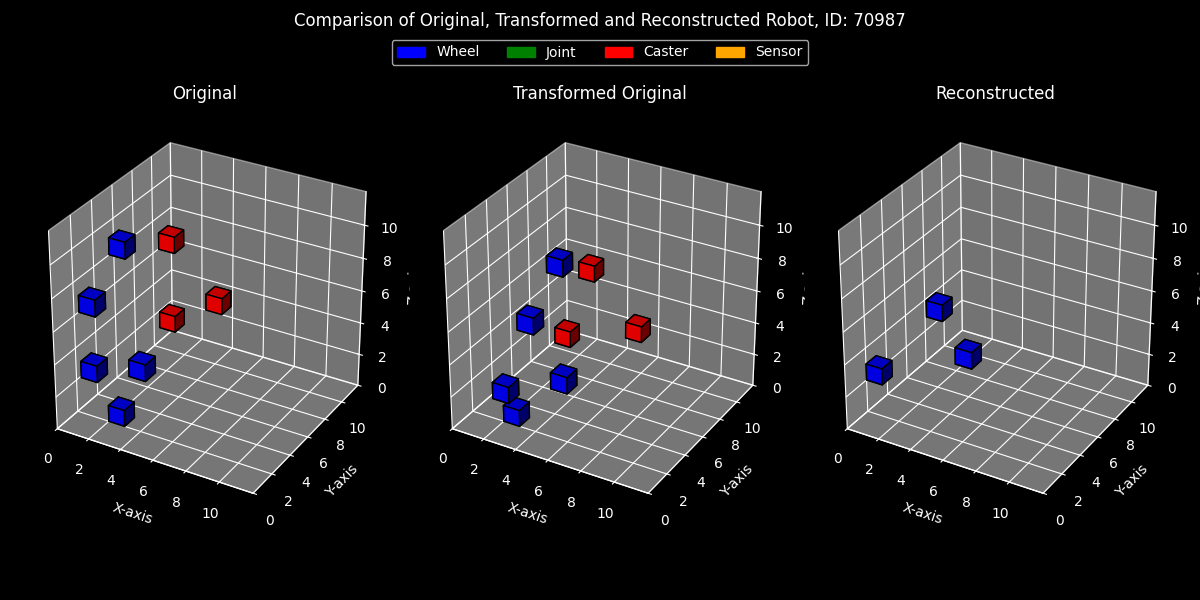 Comparison of Original, Transformed and Reconstructed Robot, ID: 70987
Wheel Joint Caster Sensor
Original
Transformed Original
Reconstructed
0 2 4 6 8 10
X-axis
0 2 4 6 8 10
Y-axis
0 2 4 6 8 10
0 2 4 6 8 10
X-axis
0 2 4 6 8 10
Y-axis
0 2 4 6 8 10
0 2 4 6 8 10
X-axis
0 2 4 6 8 10
Y-axis
0 2 4 6 8 10